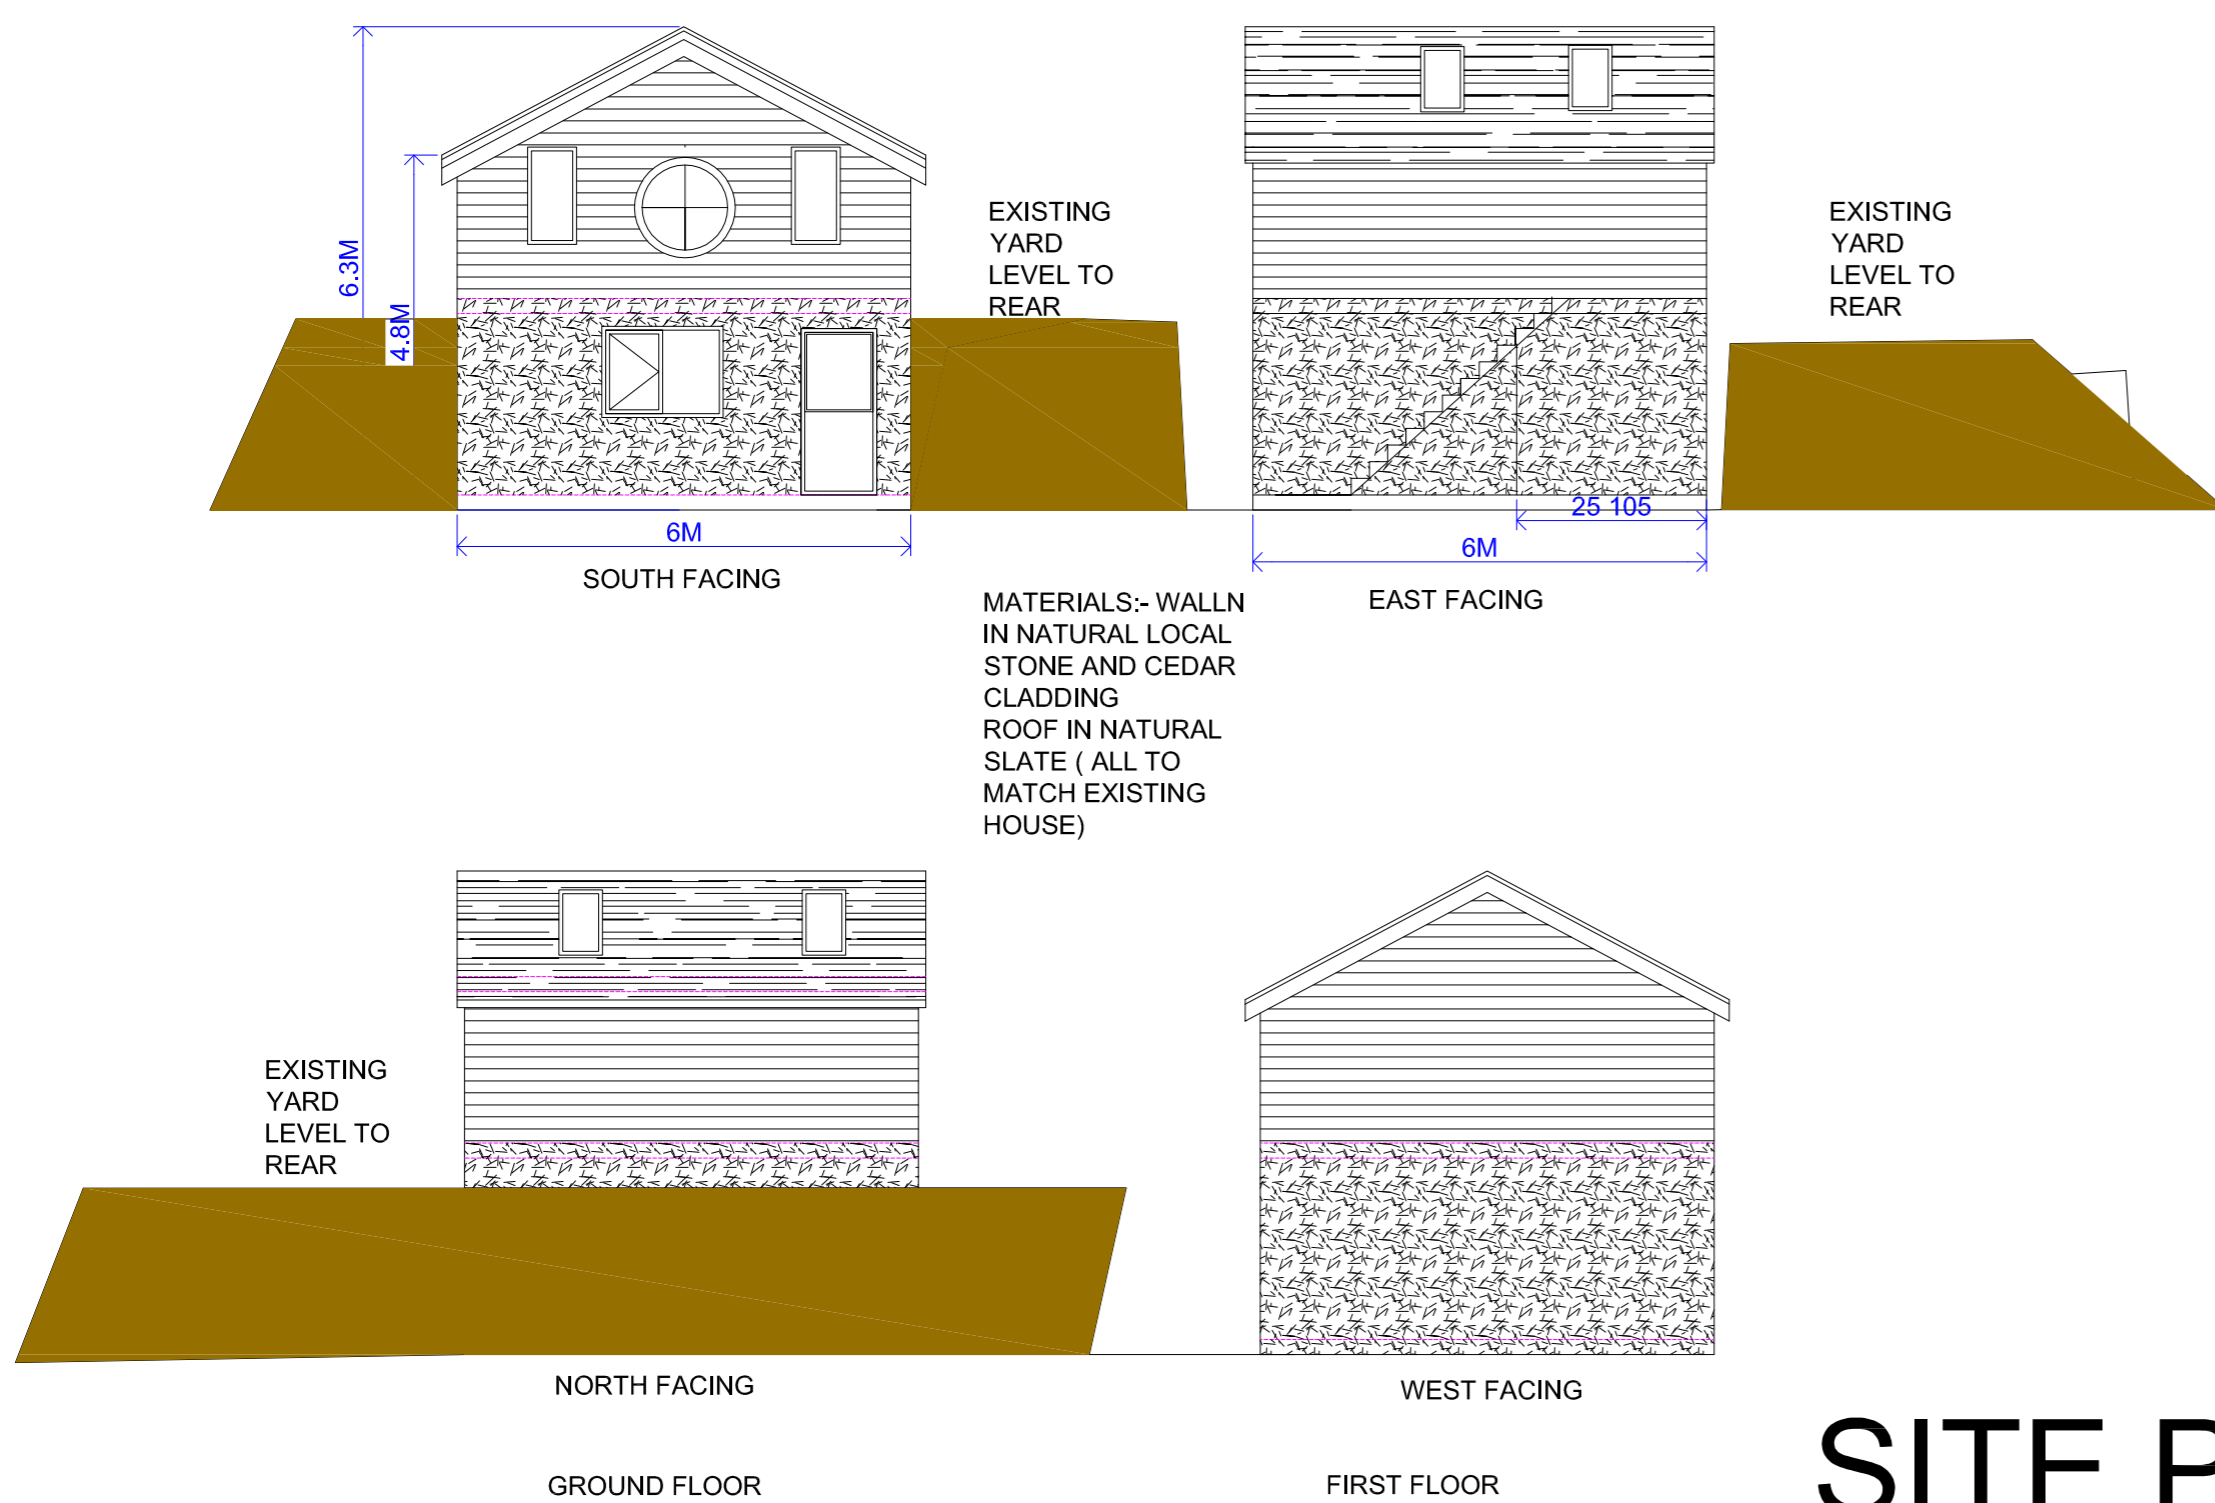 6.3M
4.8M
EXISTING
YARD
LEVEL TO
REAR
EXISTING
YARD
LEVEL TO
REAR
6M
25 105
6M
SOUTH FACING
EAST FACING
MATERIALS:- WALLN
IN NATURAL LOCAL
STONE AND CEDAR
CLADDING
ROOF IN NATURAL
SLATE ( ALL TO
MATCH EXISTING
HOUSE)
EXISTING
YARD
LEVEL TO
REAR
NORTH FACING
WEST FACING
GROUND FLOOR
FIRST FLOOR
SITE